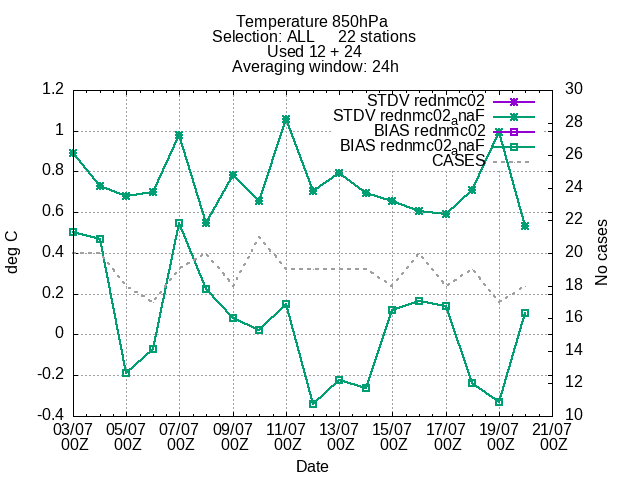 Temperature 850hPa
Selection: ALL 22 stations
Used 12 + 24
Averaging window: 24h
STDV rednmc02
STDV rednmc02anaF
BIAS rednmc02
BIAS rednmc02anaF
CASES
1.2
1
0.8
0.6
0.4
0.2
0
-0.2
-0.4
deg C
30
28
26
24
22
20
18
16
14
12
10
No cases
03/07 05/07 07/07 09/07 11/07 13/07 15/07 17/07 19/07 21/07
00Z 00Z 00Z 00Z 00Z 00Z 00Z 00Z 00Z 00Z
Date